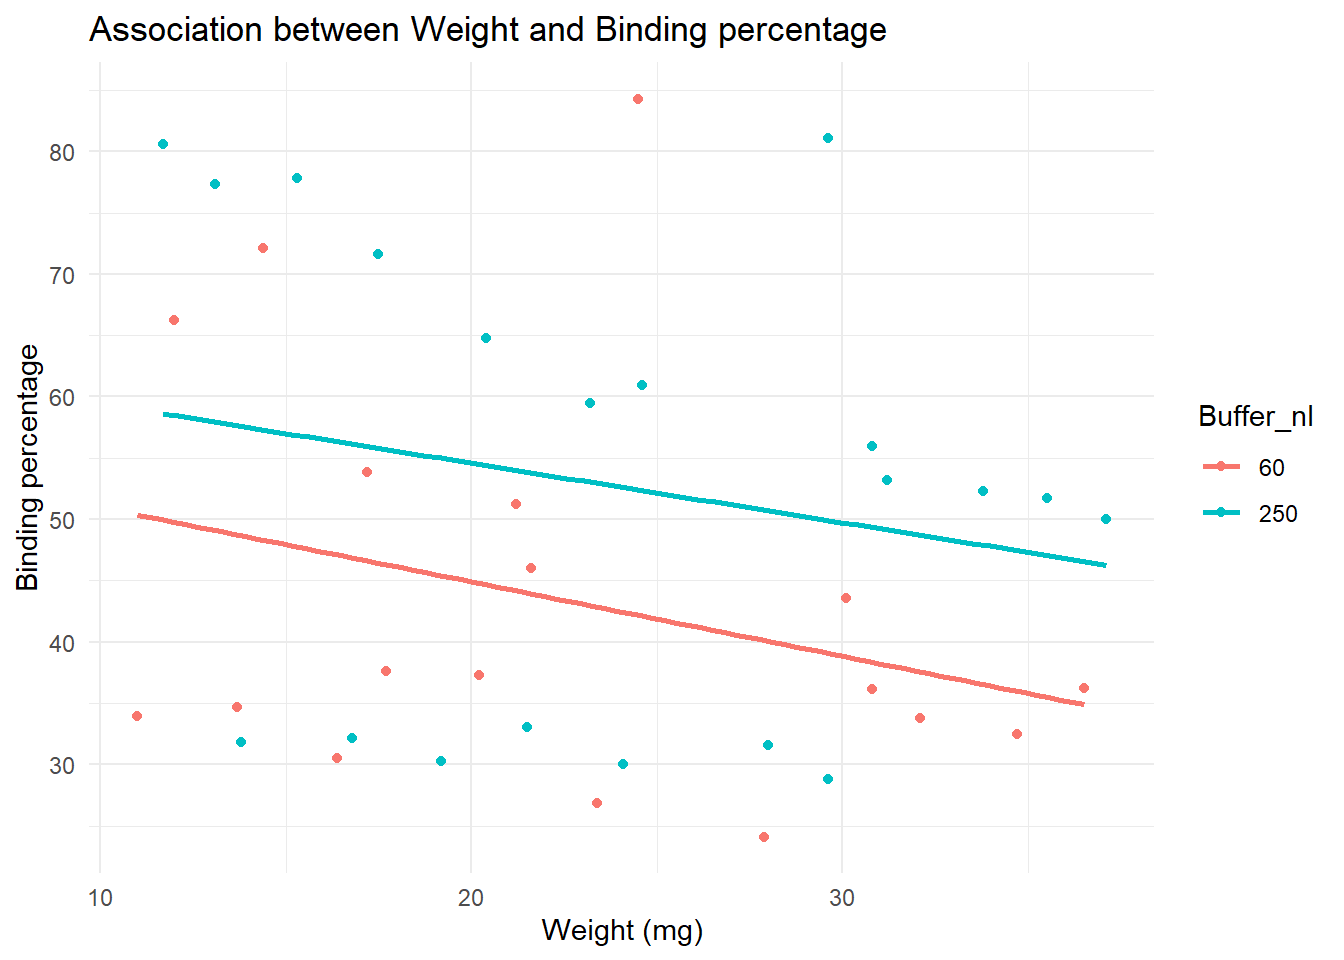 Association between Weight and Binding percentage
Binding percentage
80
70
60
50
40
30
10 20 30
Weight (mg)
Buffer_nl
60
250